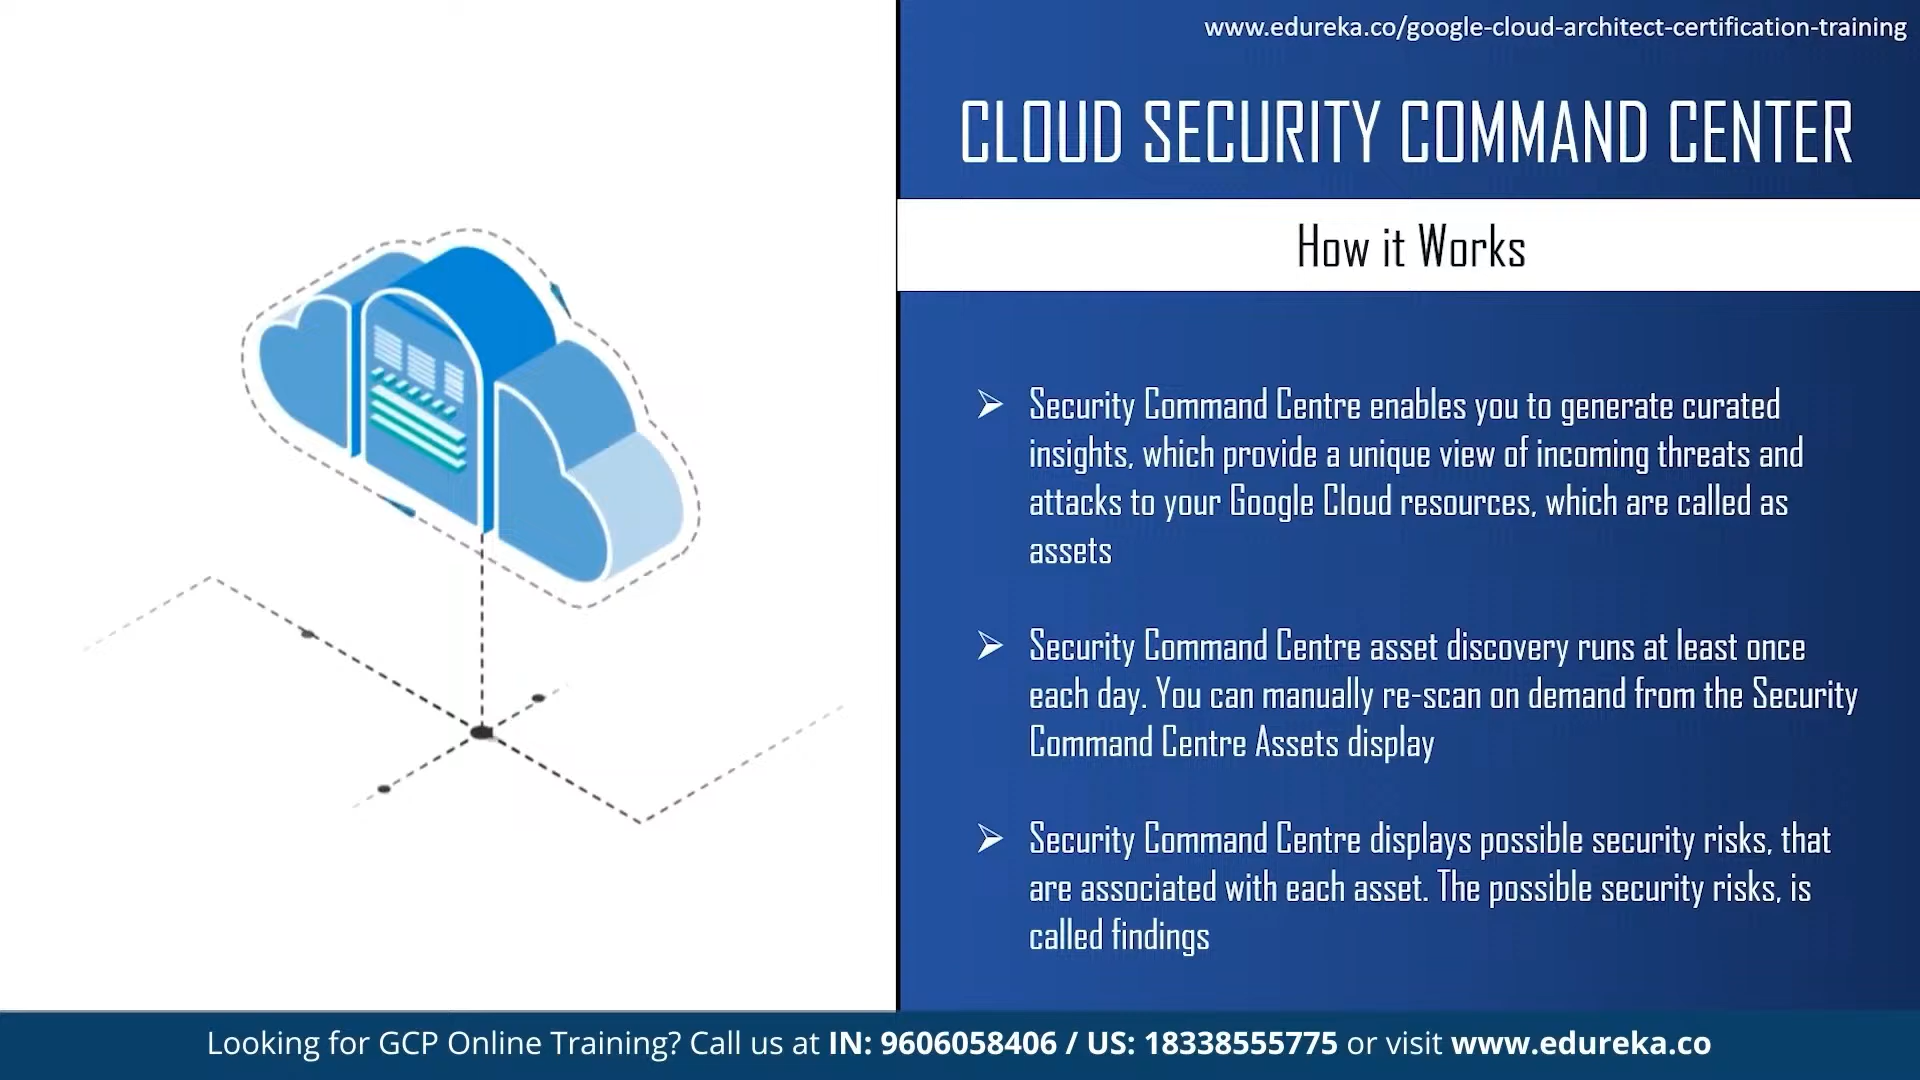 www.edureka.co/google-cloud-architect-certification-training
CLOUD SECURITY COMMAND CENTER
How it Works
➢ Security Command Centre enables you to generate curated
insights, which provide a unique view of incoming threats and
attacks to your Google Cloud resources, which are called as
assets
➢ Security Command Centre asset discovery runs at least once
each day. You can manually re-scan on demand from the Security
Command Centre Assets display
➢ Security Command Centre displays possible security risks, that
are associated with each asset. The possible security risks, is
called findings
Looking for GCP Online Training? Call us at IN: 9606058406 / US: 18338555775 or visit www.edureka.co